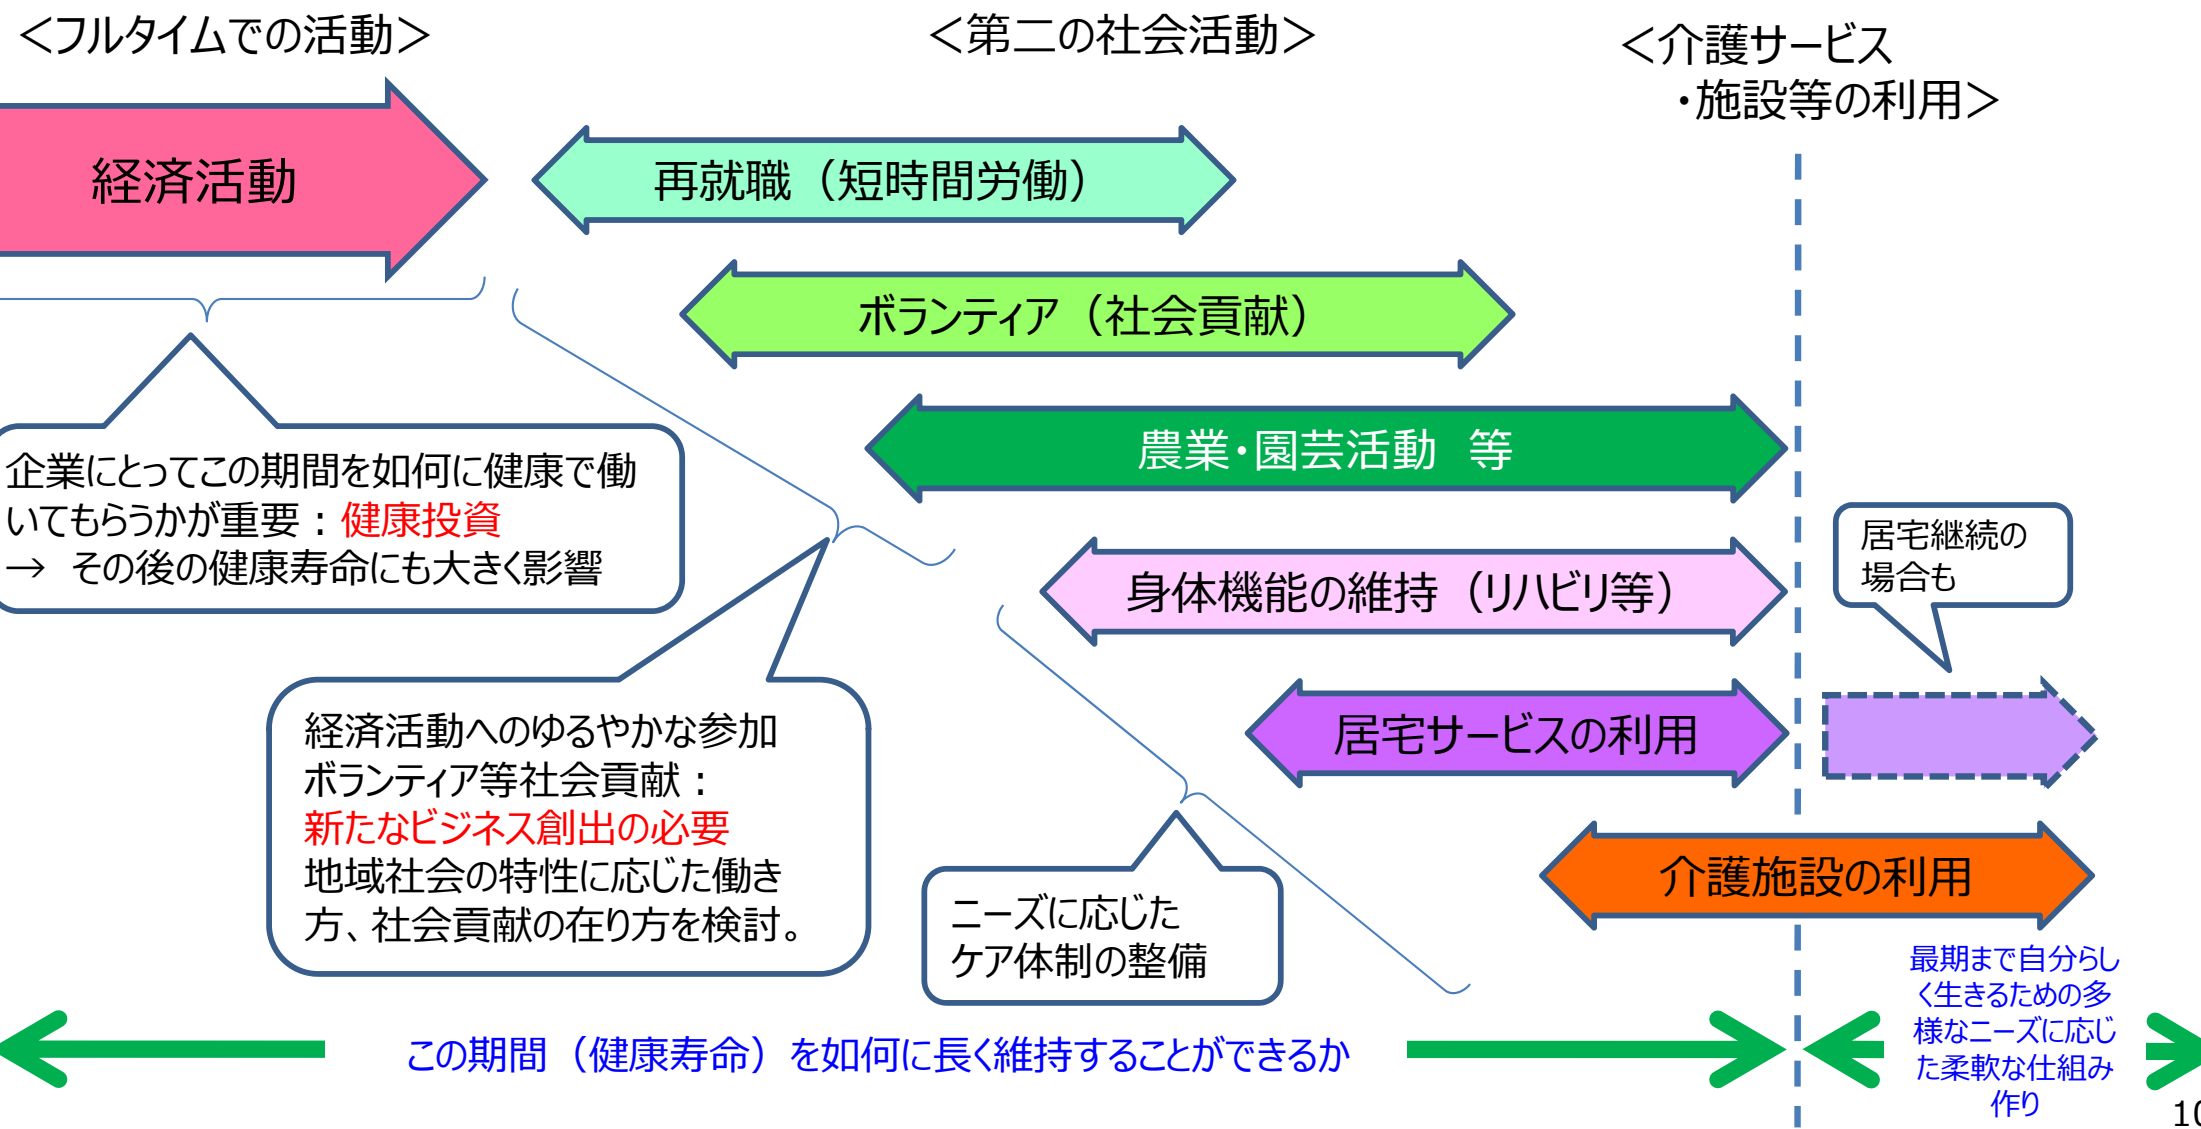 ＜フルタイムでの活動＞
＜第二の社会活動＞
＜介護サービス
・施設等の利用＞
経済活動
再就職（短時間労働）
ボランティア（社会貢献）
農業・園芸活動　等
企業にとってこの期間を如何に健康で働
いてもらうかが重要：健康投資
→　その後の健康寿命にも大きく影響
居宅継続の
場合も
身体機能の維持（リハビリ等）
居宅サービスの利用
経済活動へのゆるやかな参加
ボランティア等社会貢献：
新たなビジネス創出の必要
地域社会の特性に応じた働き
方、社会貢献の在り方を検討。
介護施設の利用
ニーズに応じた
ケア体制の整備
この期間（健康寿命）を如何に長く維持することができるか
最期まで自分らし
く生きるための多
様なニーズに応じ
た柔軟な仕組み
作り
10